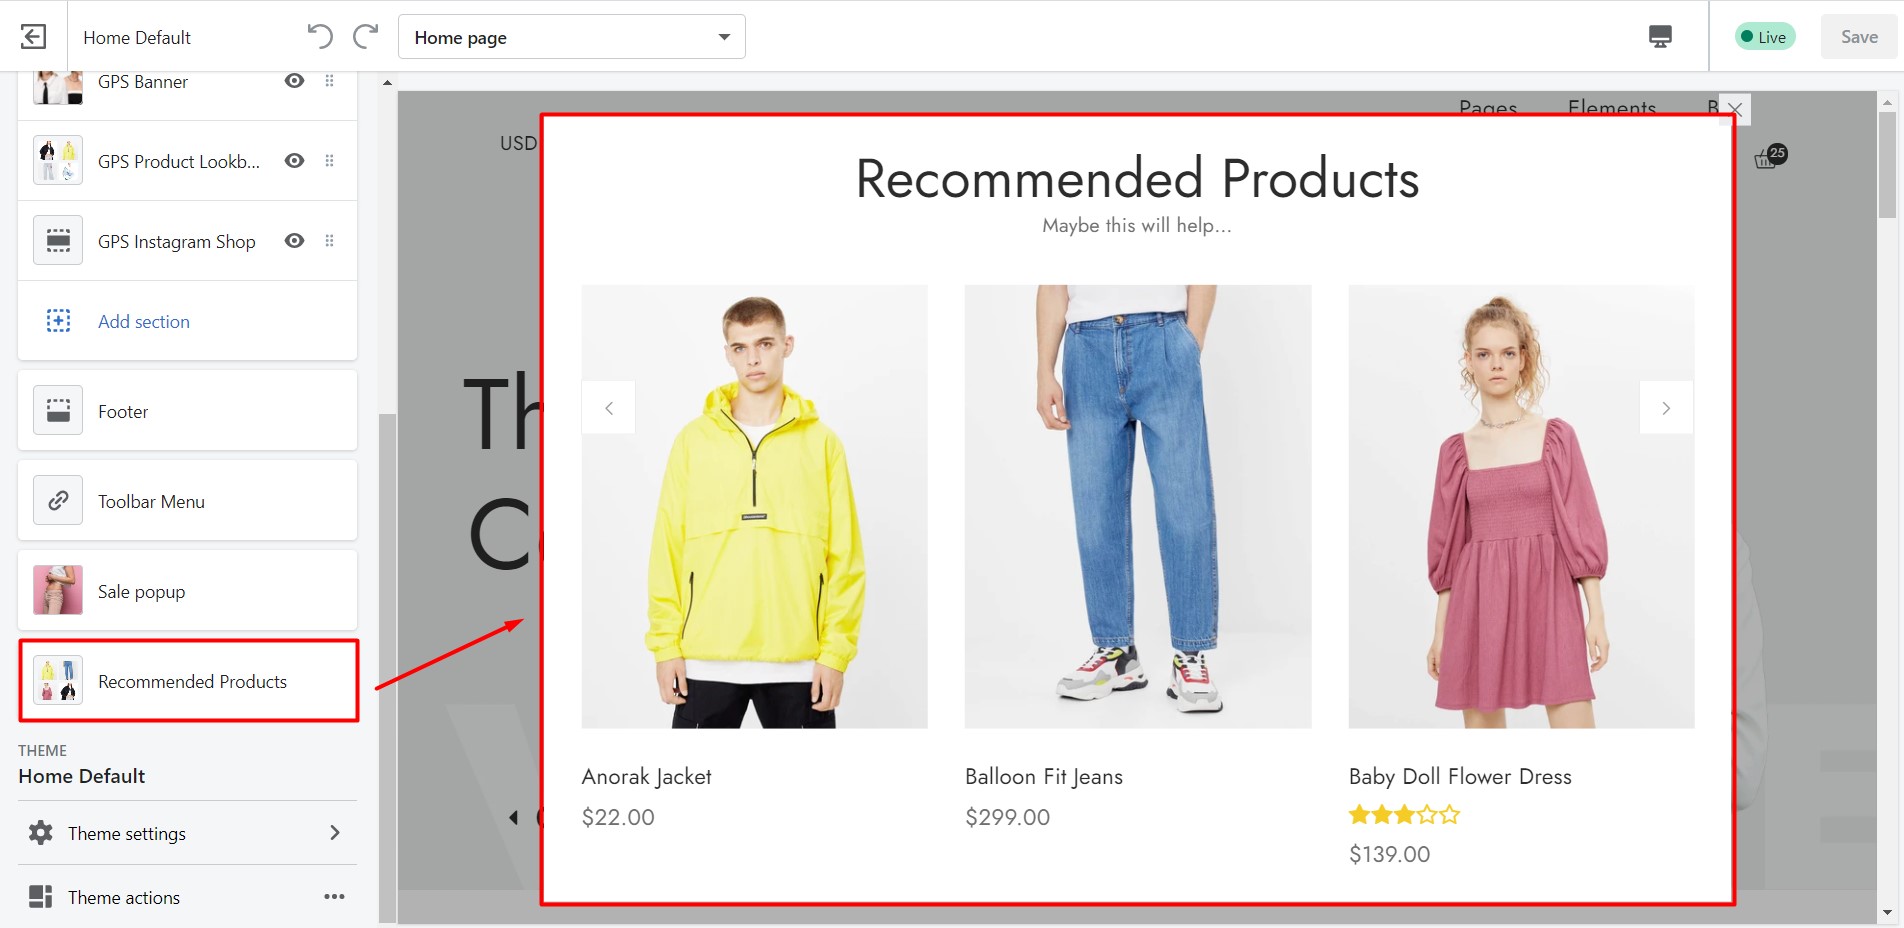 Home Default
Home page
Live
Save
GPS Banner
GPS Product Lookb...
GPS Instagram Shop
Add section
Footer
Toolbar Menu
Sale popup
Recommended Products
THEME
Home Default
Theme settings
Theme actions
Pages
Elements
B
USD
25
Th
Recommended Products
Maybe this will help...
Anorak Jacket
$22.00
Balloon Fit Jeans
$299.00
Baby Doll Flower Dress
$139.00